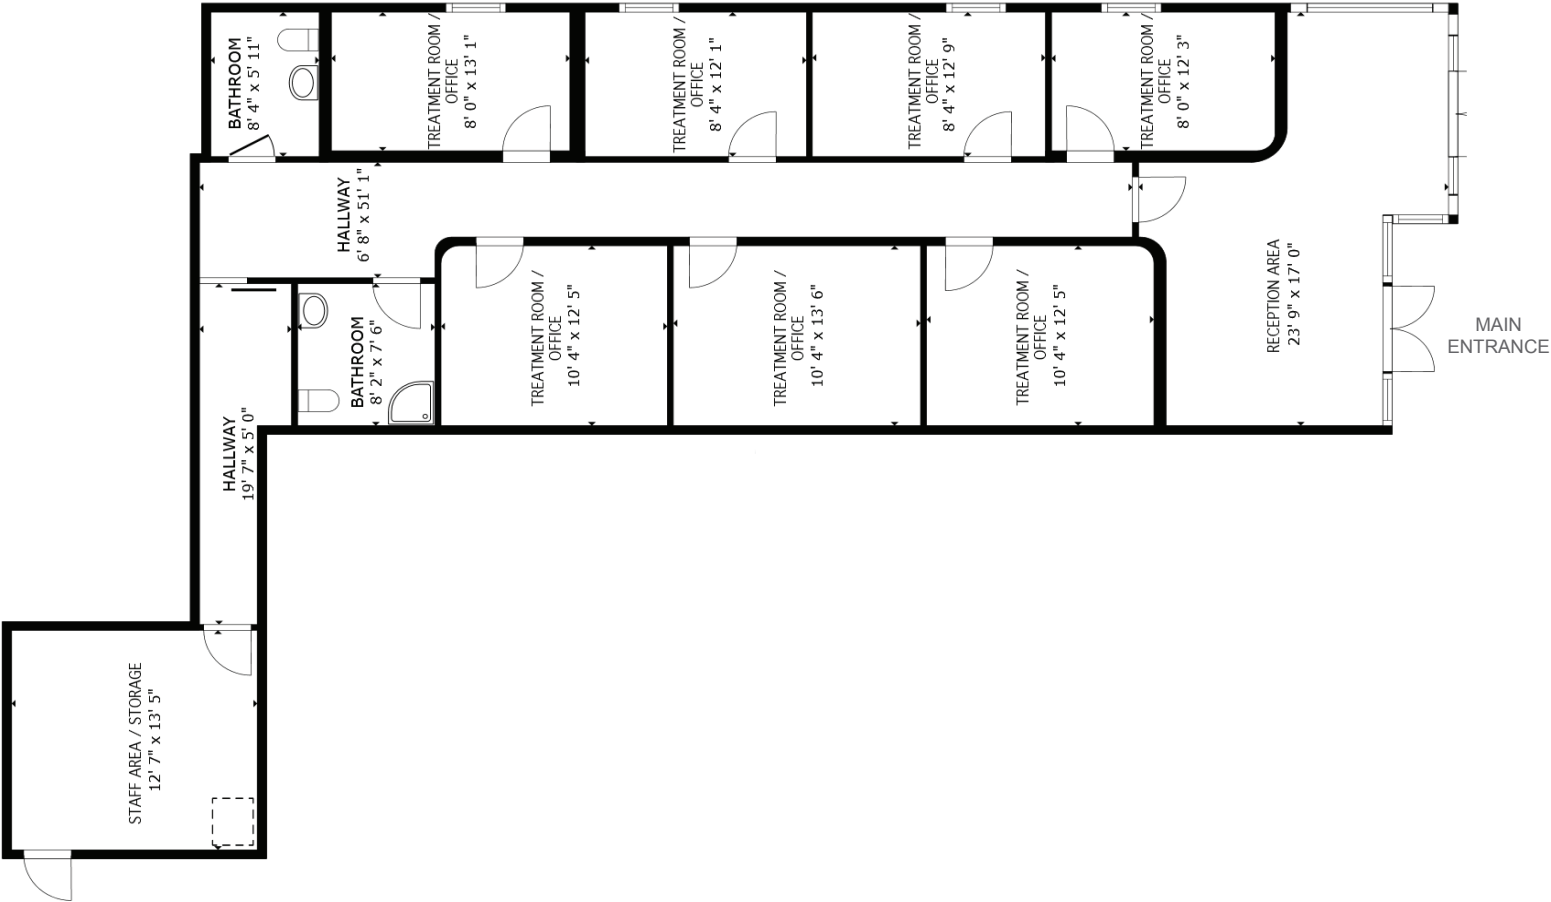 BATHROOM
8' 4" x 5' 11"
TREATMENT ROOM /
OFFICE
8' 0" x 13' 1"
TREATMENT ROOM /
OFFICE
8' 4" x 12' 1"
TREATMENT ROOM /
OFFICE
8' 4" x 12' 9"
TREATMENT ROOM /
OFFICE
8' 0" x 12' 3"
HALLWAY
6' 8" x 51' 1"
BATHROOM
8' 2" x 7' 6"
TREATMENT ROOM /
OFFICE
10' 4" x 12' 5"
TREATMENT ROOM /
OFFICE
10' 4" x 13' 6"
TREATMENT ROOM /
OFFICE
10' 4" x 12' 5"
RECEPTION AREA
23' 9" x 17' 0"
MAIN
ENTRANCE
HALLWAY
19' 7" x 5' 0"
STAFF AREA / STORAGE
12' 7" x 13' 5"